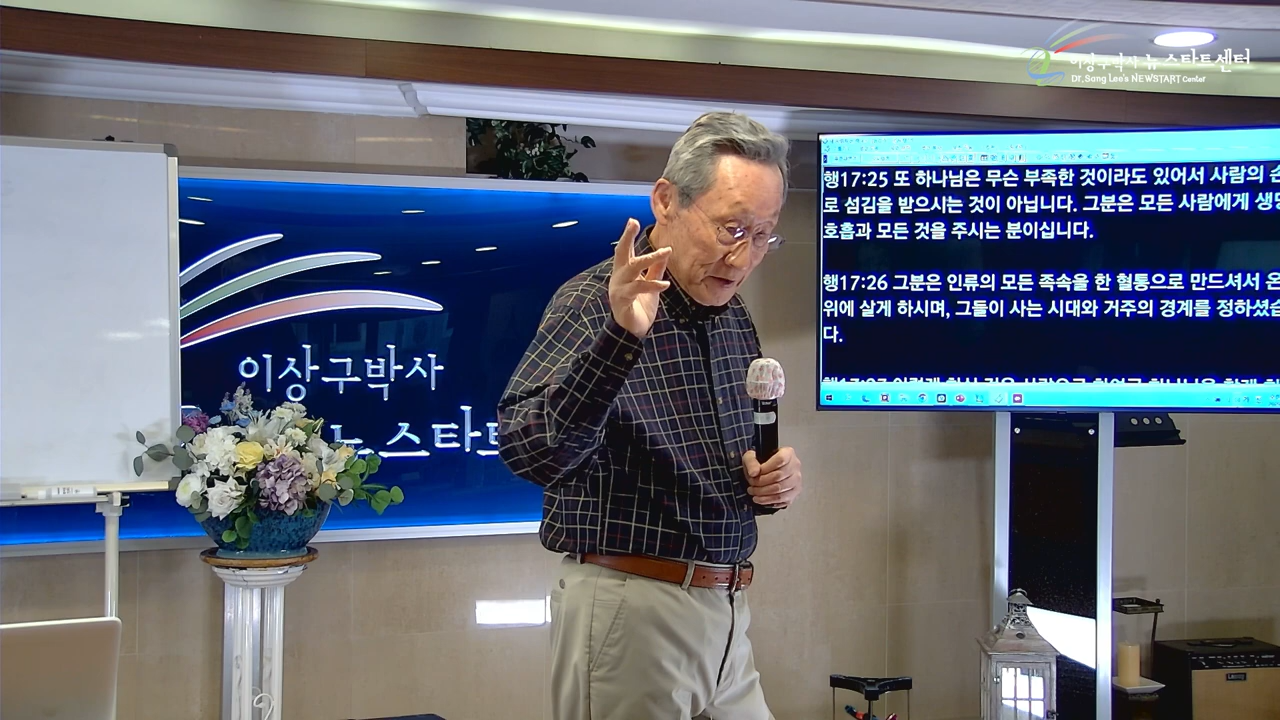 이상구박사 뉴 스타트 센터
Dr. Sang Lee's NEWSTART Center
행17:25 또 하나님은 무슨 부족한 것이라도 있어서 사람의 손
로 섬김을 받으시는 것이 아닙니다. 그분은 모든 사람에게 생명
호흡과 모든 것을 주시는 분이십니다.
행17:26 그분은 인류의 모든 족속을 한 혈통으로 만드셔서 온
위에 살게 하시며, 그들이 사는 시대와 거주의 경계를 정하셨습
다.
이상구박사
뉴 스타트